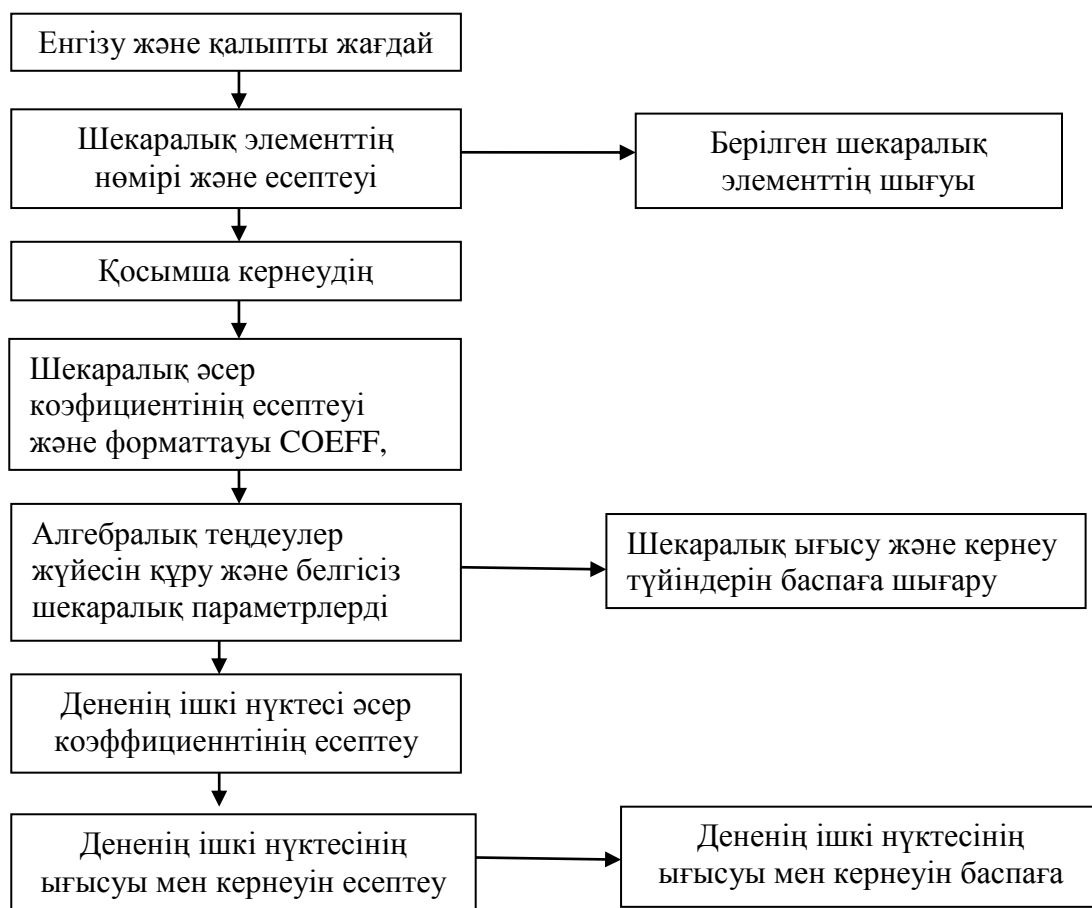 Енгізу және қалыпты жағдай
Шекаралық элементтің
нөмірі және есептеуі
Берілген шекаралық
элементтің шығуы
Қосымша кернеудің
Шекаралық әсер
коэфициентінің есептеуі
және форматтауы COEFF,
Алгебралық теңдеулер
жүйесін құру және белгісіз
шекаралық параметрлерді
Шекаралық ығысу және кернеу
түйіндерін баспаға шығару
Дененің ішкі нүктесі әсер
коэффициеннтінің есептеу
Дененің ішкі нүктесінің
ығысуы мен кернеуін есептеу
Дененің ішкі нүктесінің
ығысуы мен кернеуін баспаға